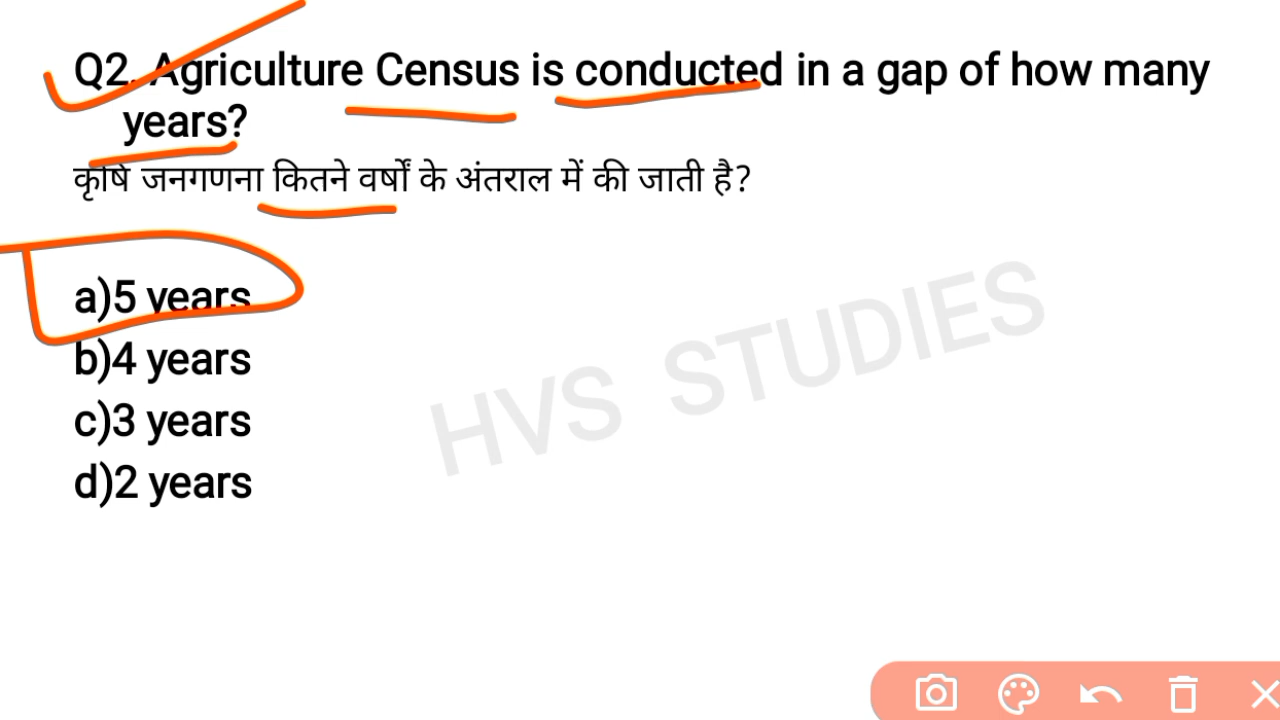 Q2. Agriculture Census is conducted in a gap of how many
years?
कृषि जनगणना कितने वर्षों के अंतराल में की जाती है?
a)5 years
b)4 years
c)3 years
d)2 years
HVS STUDIES